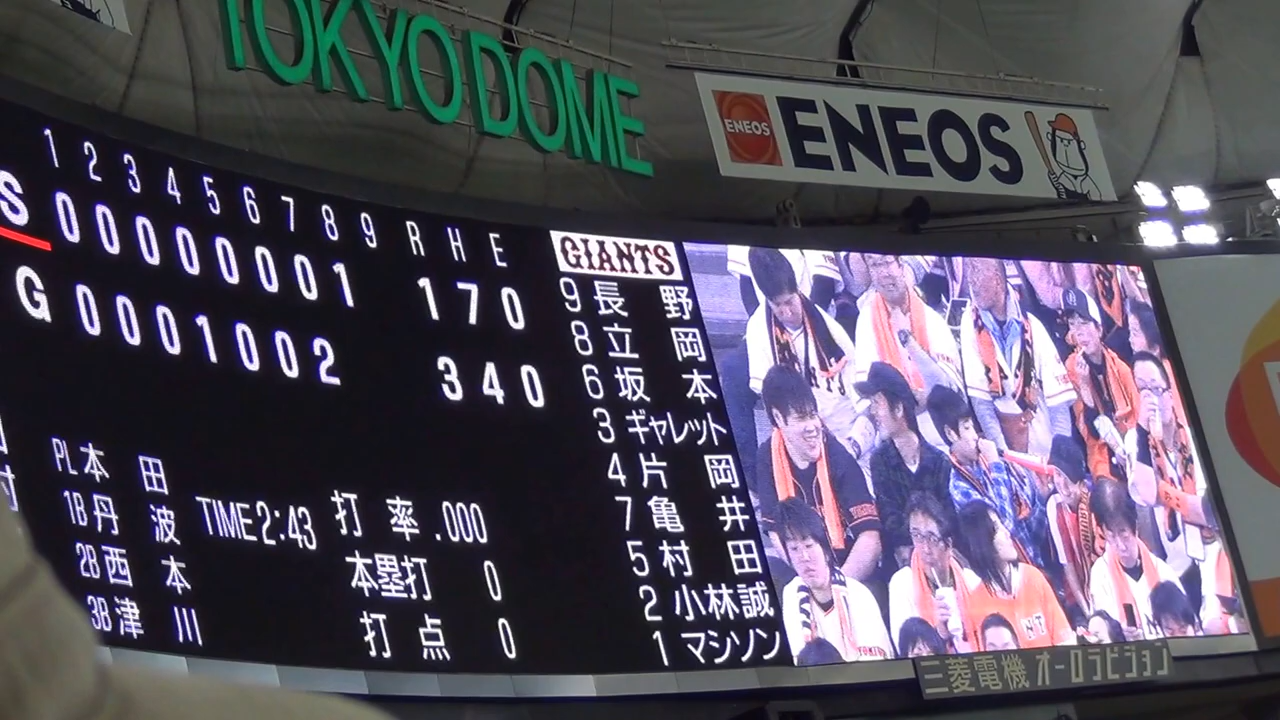 TOKYO DOME
ENEOS ENEOS
1 2 3 4 5 6 7 8 9 R H E
S 0 0 0 0 0 0 0 1 1 7 0
G 0 0 0 1 0 0 2 3 4 0
GIANTS
9 長野
8 立岡
6 坂本
3 ギャレット
4 片岡
7 亀井
5 村田
2 小林誠
1 マシソン
PL 本田
1B 丹波
2B 西本
3B 津川
TIME 2:43
打率 .000
本塁打 0
打点 0
三菱電機 オーロラビジョン